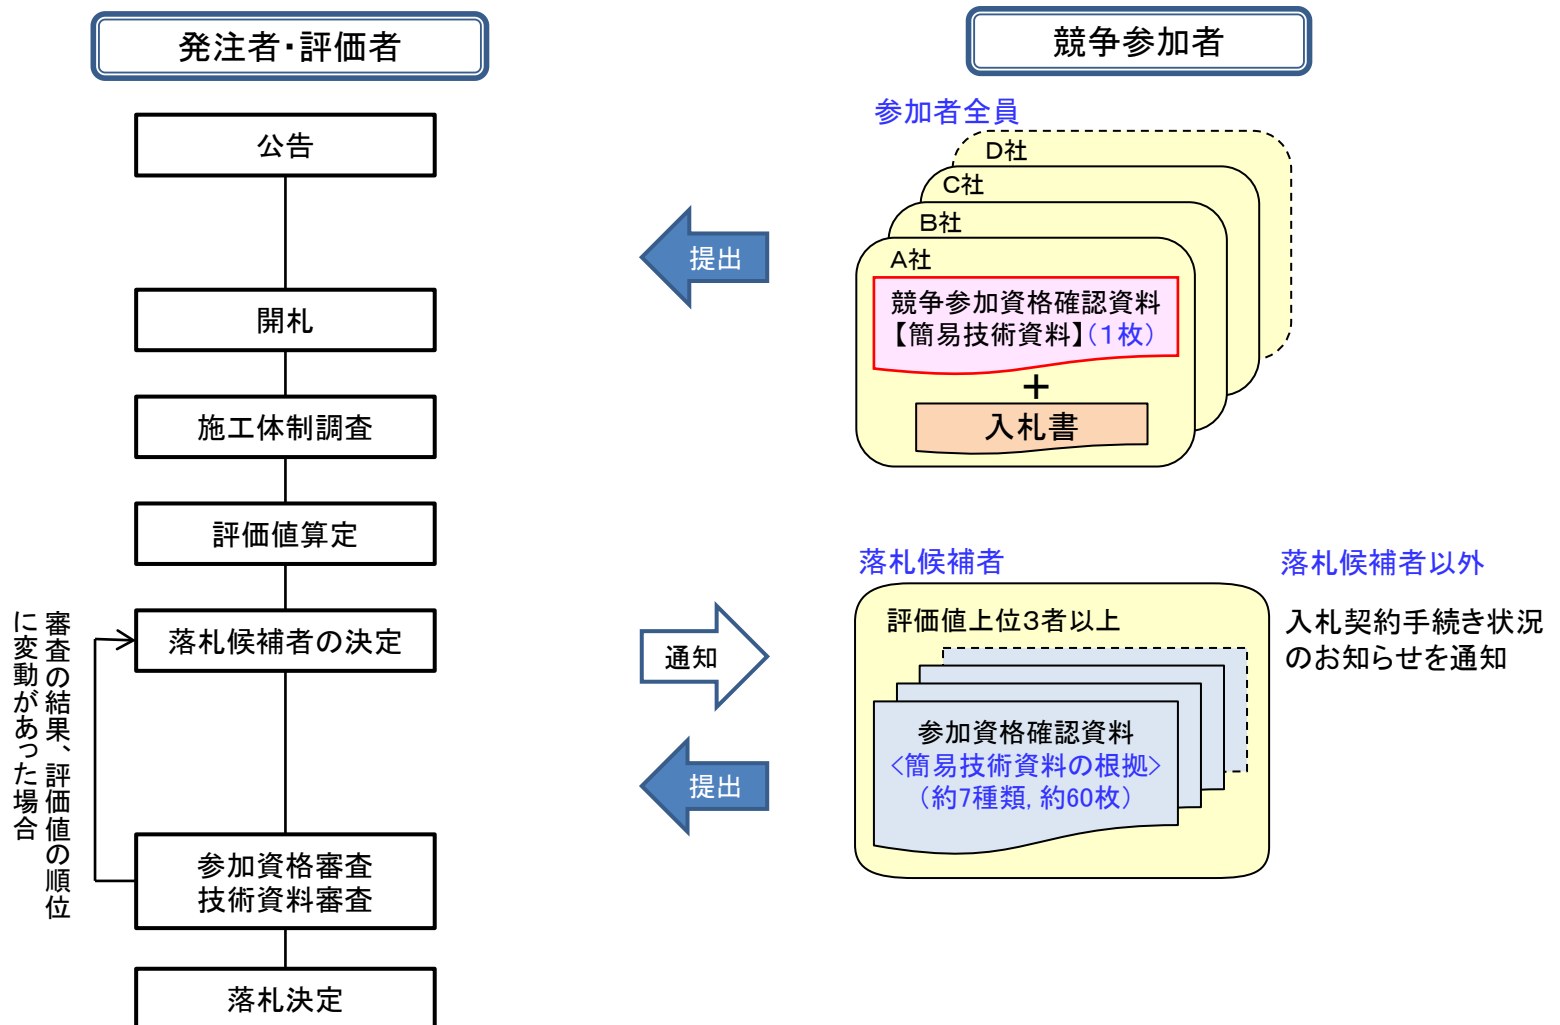 発注者・評価者
競争参加者
公告
開札
施工体制調査
評価値算定
落札候補者の決定
参加資格審査
技術資料審査
落札決定
審査の結果、評価値の順位
に変動があった場合
提出
参加者全員
D社
C社
B社
A社
競争参加資格確認資料
【簡易技術資料】(1枚)
+
入札書
通知
提出
落札候補者
評価値上位3者以上
参加資格確認資料
<簡易技術資料の根拠>
(約7種類, 約60枚)
落札候補者以外
入札契約手続き状況
のお知らせを通知